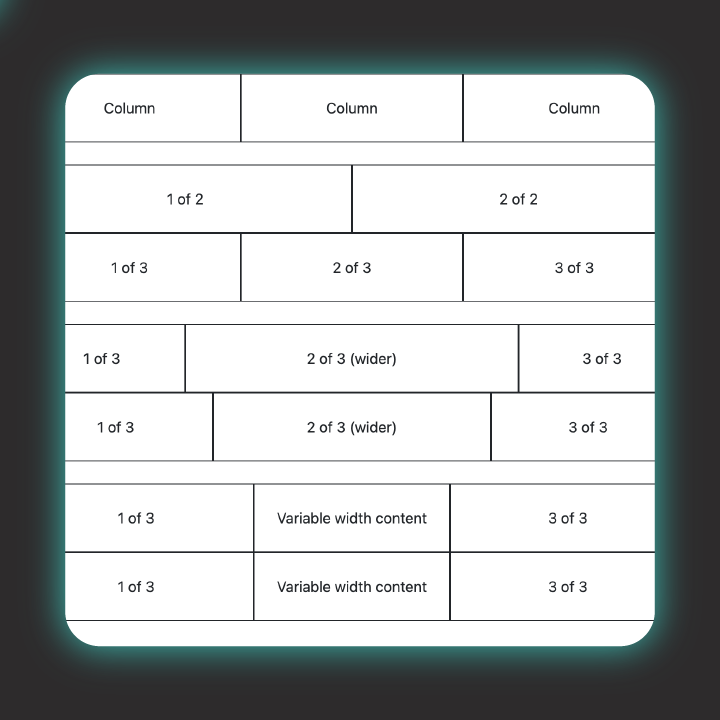 Column Column Column
1 of 2 2 of 2
1 of 3 2 of 3 3 of 3
1 of 3 2 of 3 (wider) 3 of 3
1 of 3 2 of 3 (wider) 3 of 3
1 of 3 Variable width content 3 of 3
1 of 3 Variable width content 3 of 3